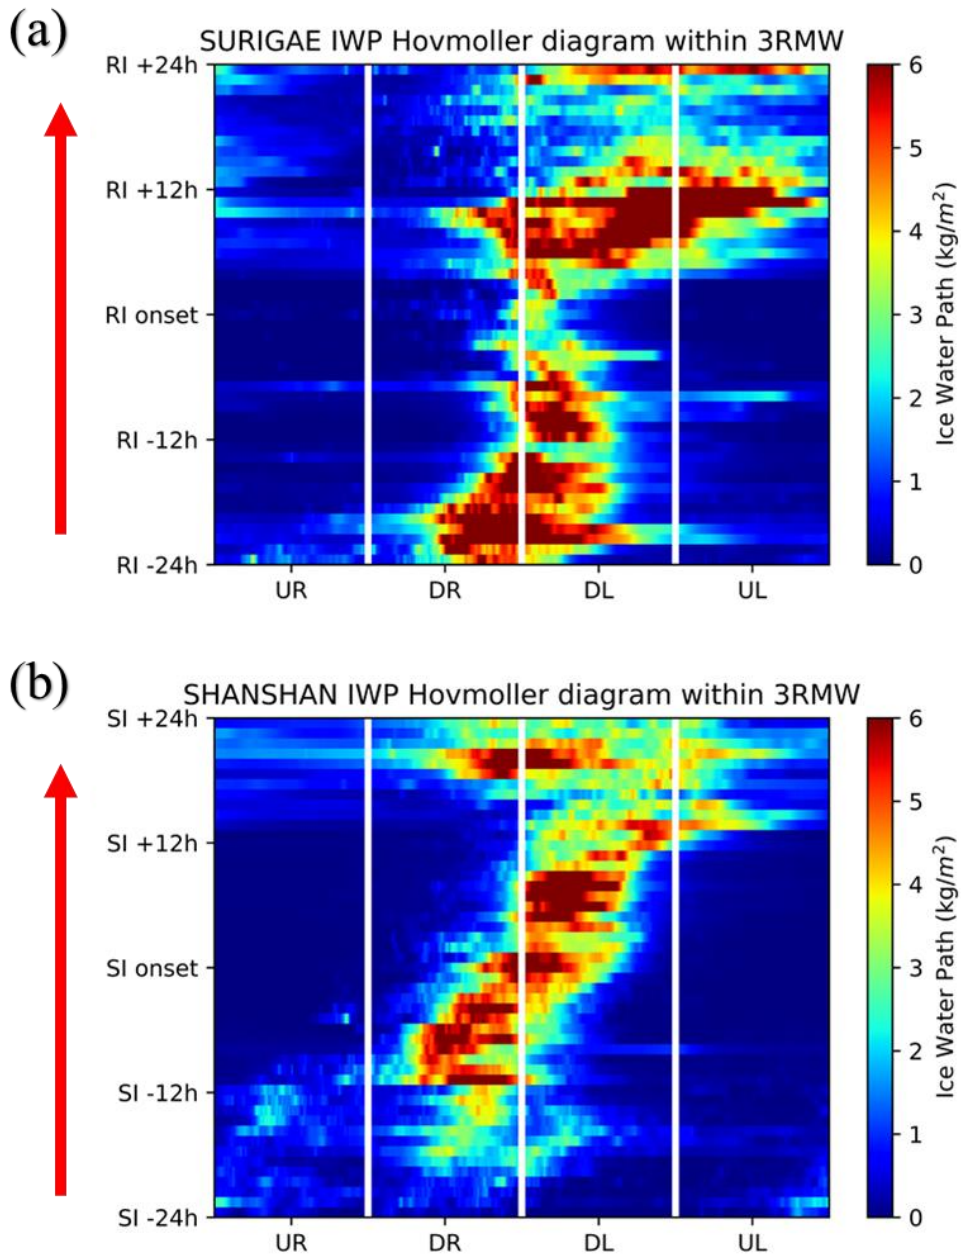 (a)
SURIGAE IWP Hovmoller diagram within 3RMW
RI +24h
RI +12h
RI onset
RI -12h
RI -24h
UR DR DL UL
6
5
4
3
2
1
0
Ice Water Path (kg/m²)
(b)
SHANSHAN IWP Hovmoller diagram within 3RMW
SI +24h
SI +12h
SI onset
SI -12h
SI -24h
UR DR DL UL
6
5
4
3
2
1
0
Ice Water Path (kg/m²)